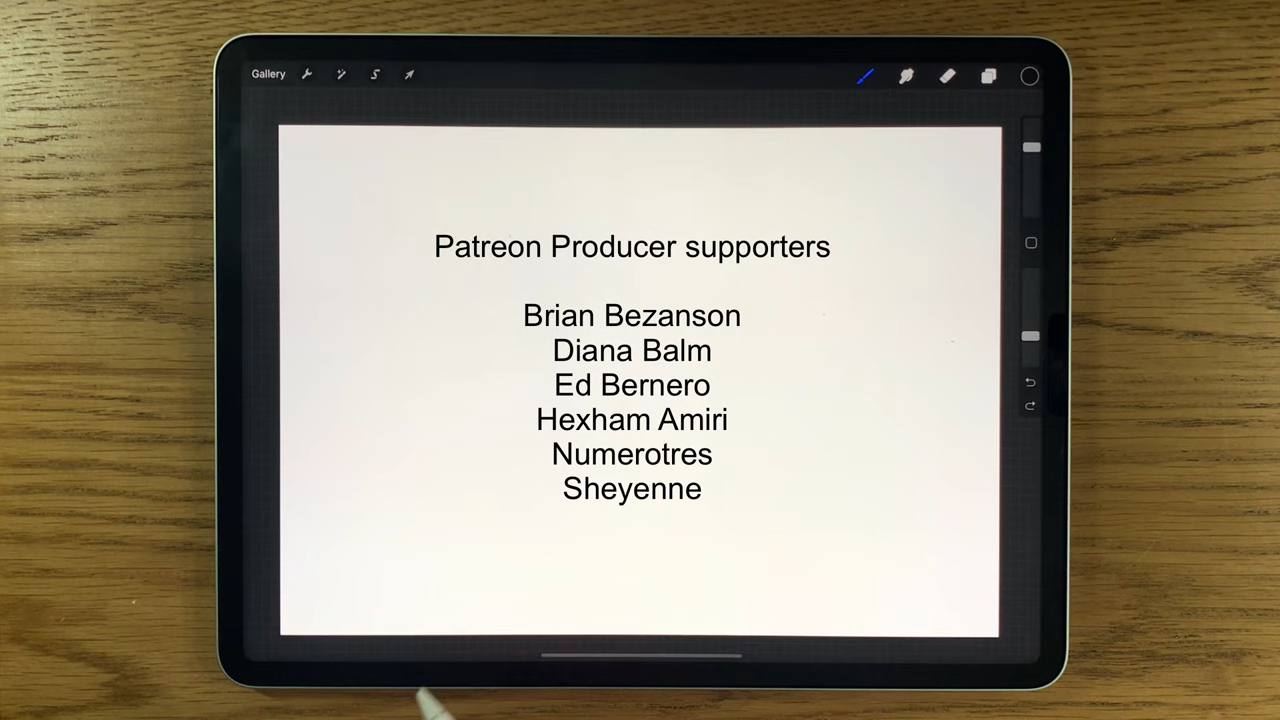 Gallery
Patreon Producer supporters
Brian Bezanson
Diana Balm
Ed Bernero
Hexham Amiri
Numerotres
Sheyenne